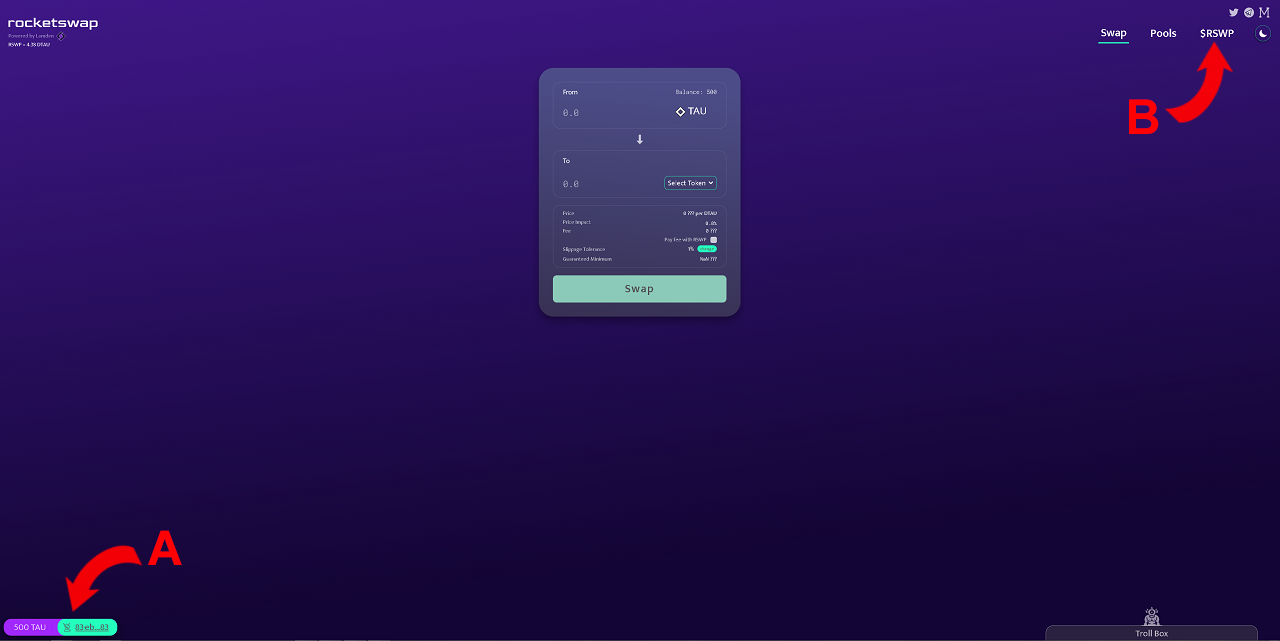 rocketswap
Powered by Lamden
RSWP = 4.38 DTAU
M
Swap Pools $RSWP
B
From Balance: 500
0.0 TAU
To
0.0 Select Token
Price 0 ??? per DTAU
Price Impact 0.0%
Fee 0 ???
Pay fee with RSWP
Slippage Tolerance 1% change
Guaranteed Minimum NaN ???
Swap
A
500 TAU 83eb...83
Troll Box